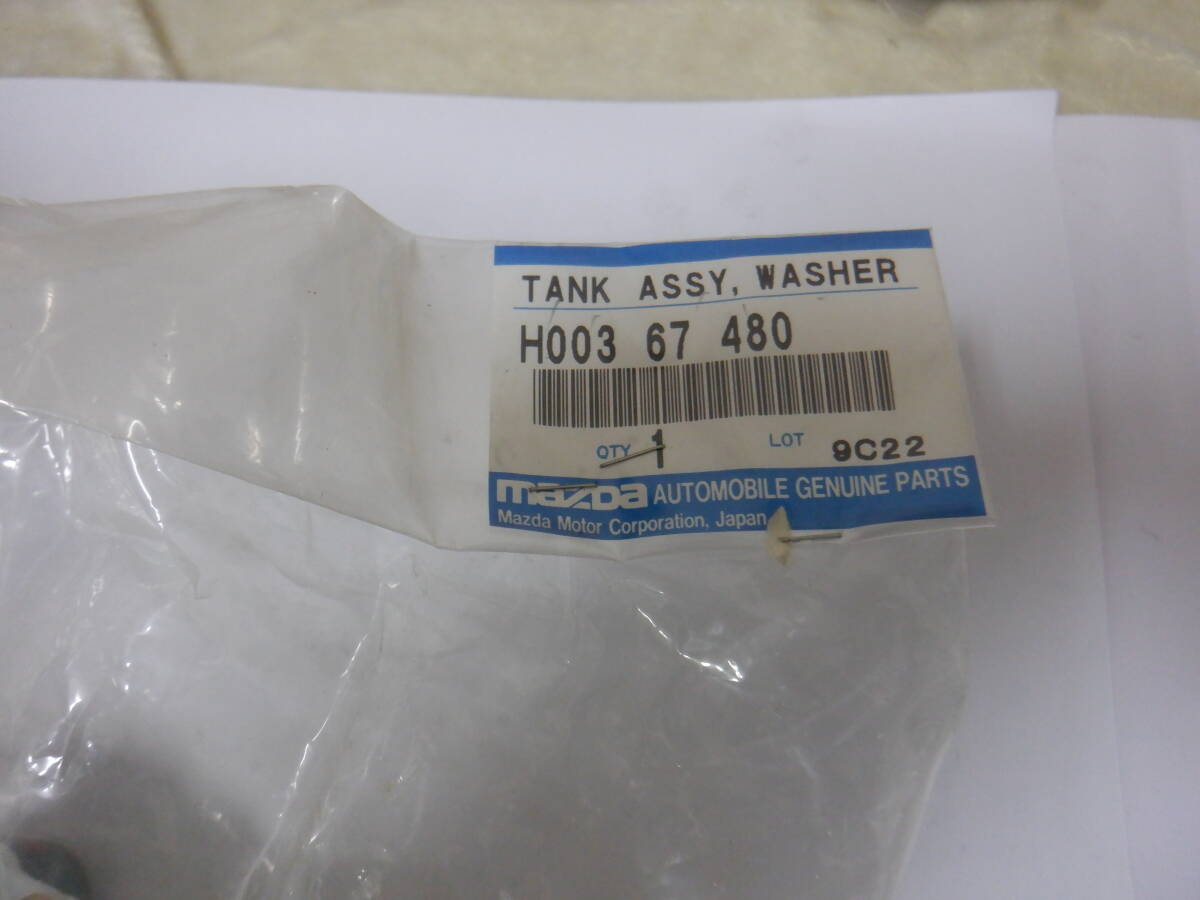 TANK ASSY, WASHER
H003 67 480
QTY 1 LOT 9C22
mazda AUTOMOBILE GENUINE PARTS
Mazda Motor Corporation, Japan